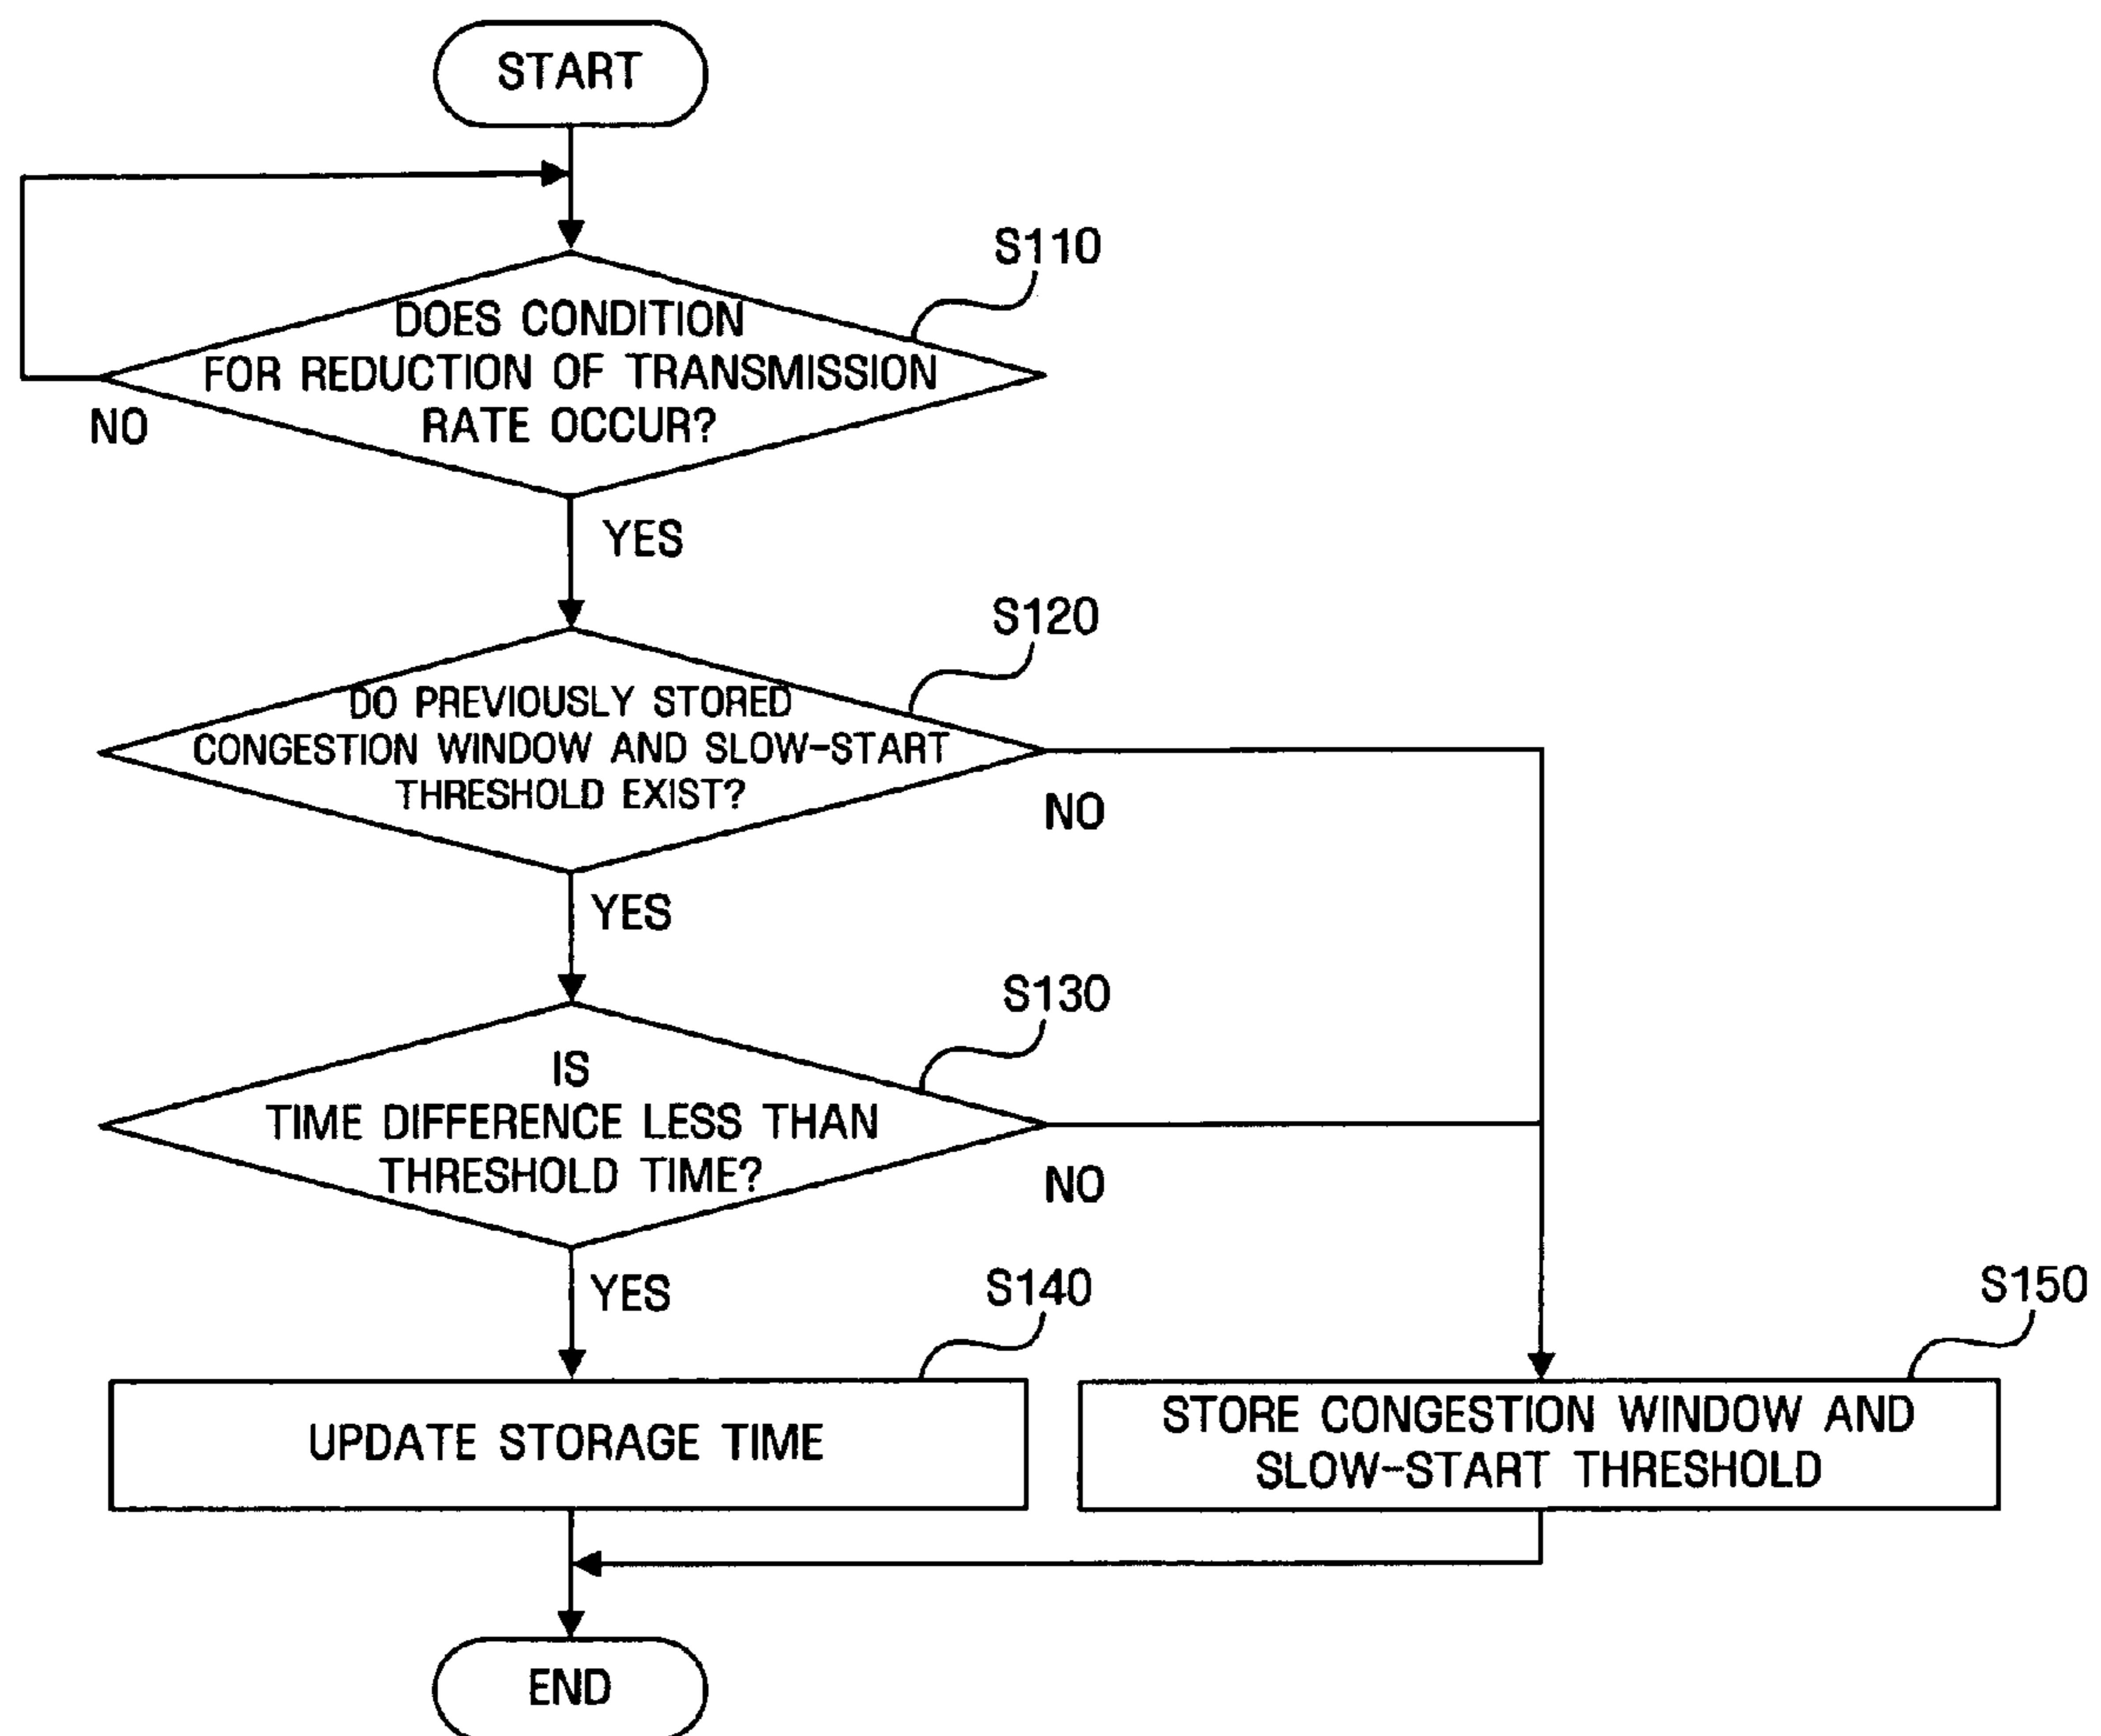 START
S110
DOES CONDITION
FOR REDUCTION OF TRANSMISSION
RATE OCCUR?
NO
YES
S120
DO PREVIOUSLY STORED
CONGESTION WINDOW AND SLOW-START
THRESHOLD EXIST?
NO
YES
S130
IS
TIME DIFFERENCE LESS THAN
THRESHOLD TIME?
NO
YES
S140
S150
UPDATE STORAGE TIME
STORE CONGESTION WINDOW AND
SLOW-START THRESHOLD
END